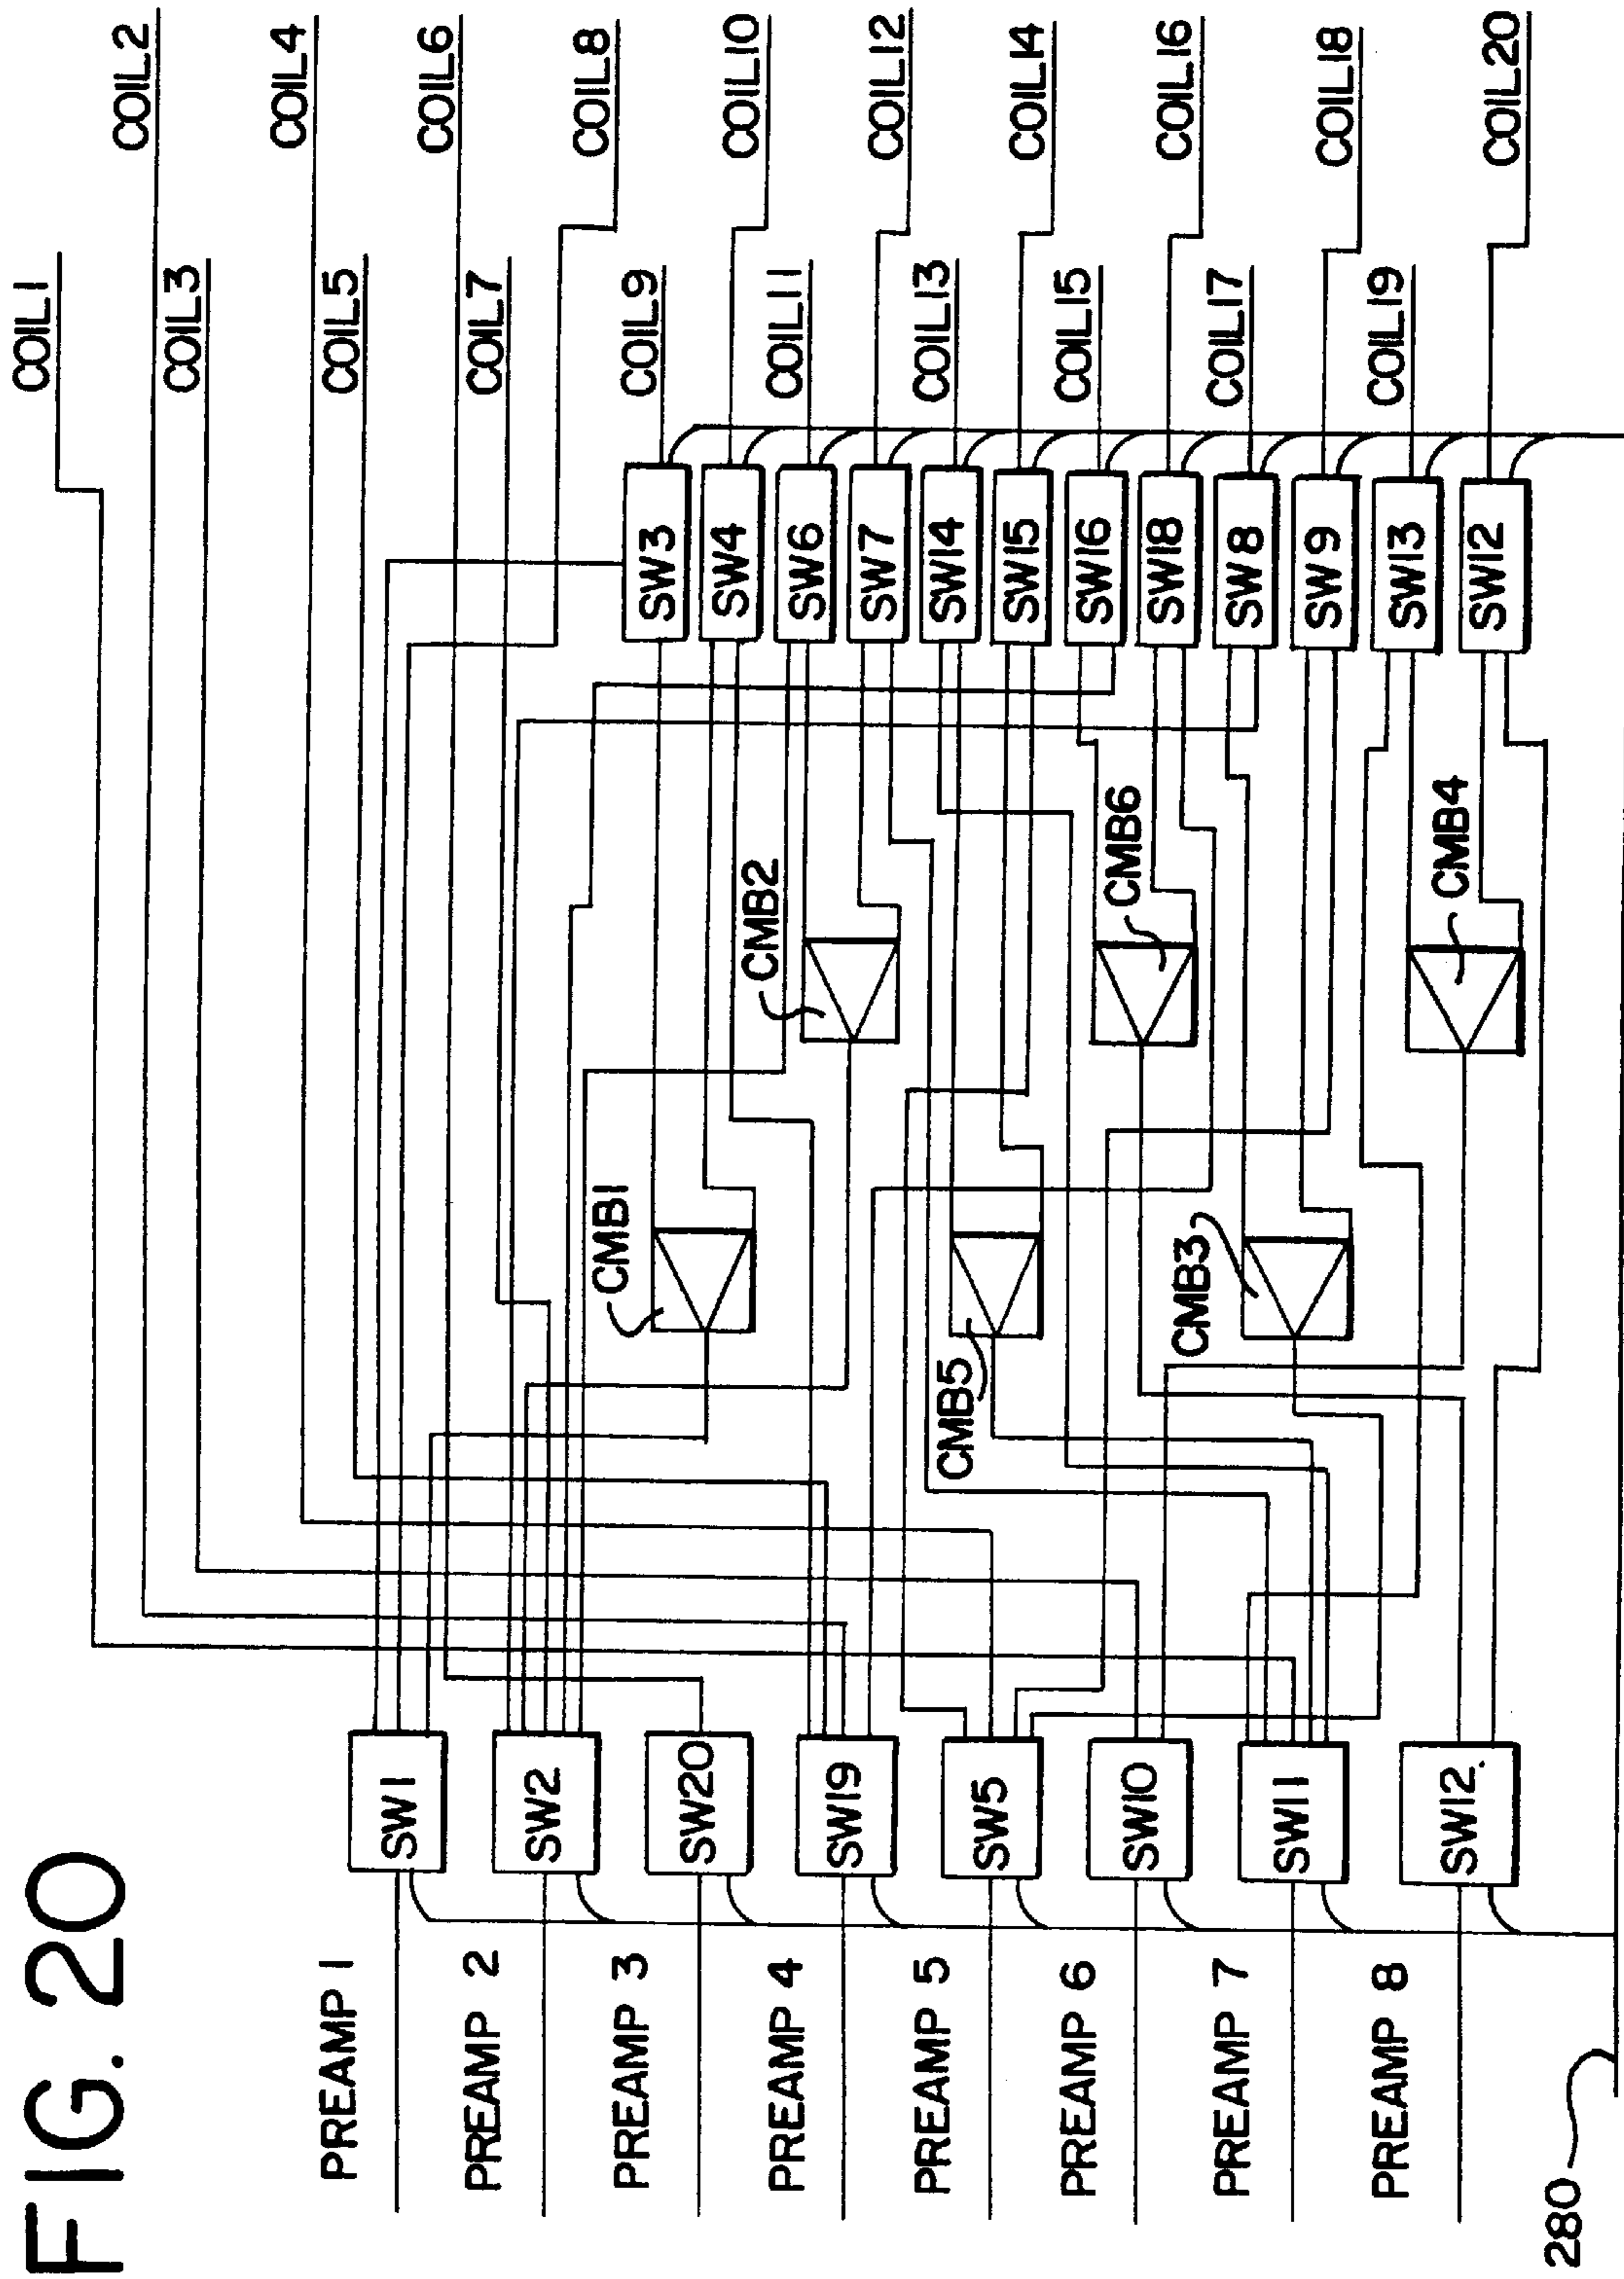 FIG. 20
COIL1
COIL2
COIL3
COIL4
COIL5
COIL6
COIL7
COIL8
COIL9
COIL10
COIL11
COIL12
COIL13
COIL14
COIL15
COIL16
COIL17
COIL18
COIL19
COIL20
SW3
SW4
SW6
SW7
SW14
SW15
SW16
SW18
SW8
SW9
SW13
SW12
CMB1
CMB2
CMB5
CMB6
CMB3
CMB4
SW1
SW2
SW20
SW19
SW5
SW10
SW11
SW12.
PREAMP 1
PREAMP 2
PREAMP 3
PREAMP 4
PREAMP 5
PREAMP 6
PREAMP 7
PREAMP 8
280